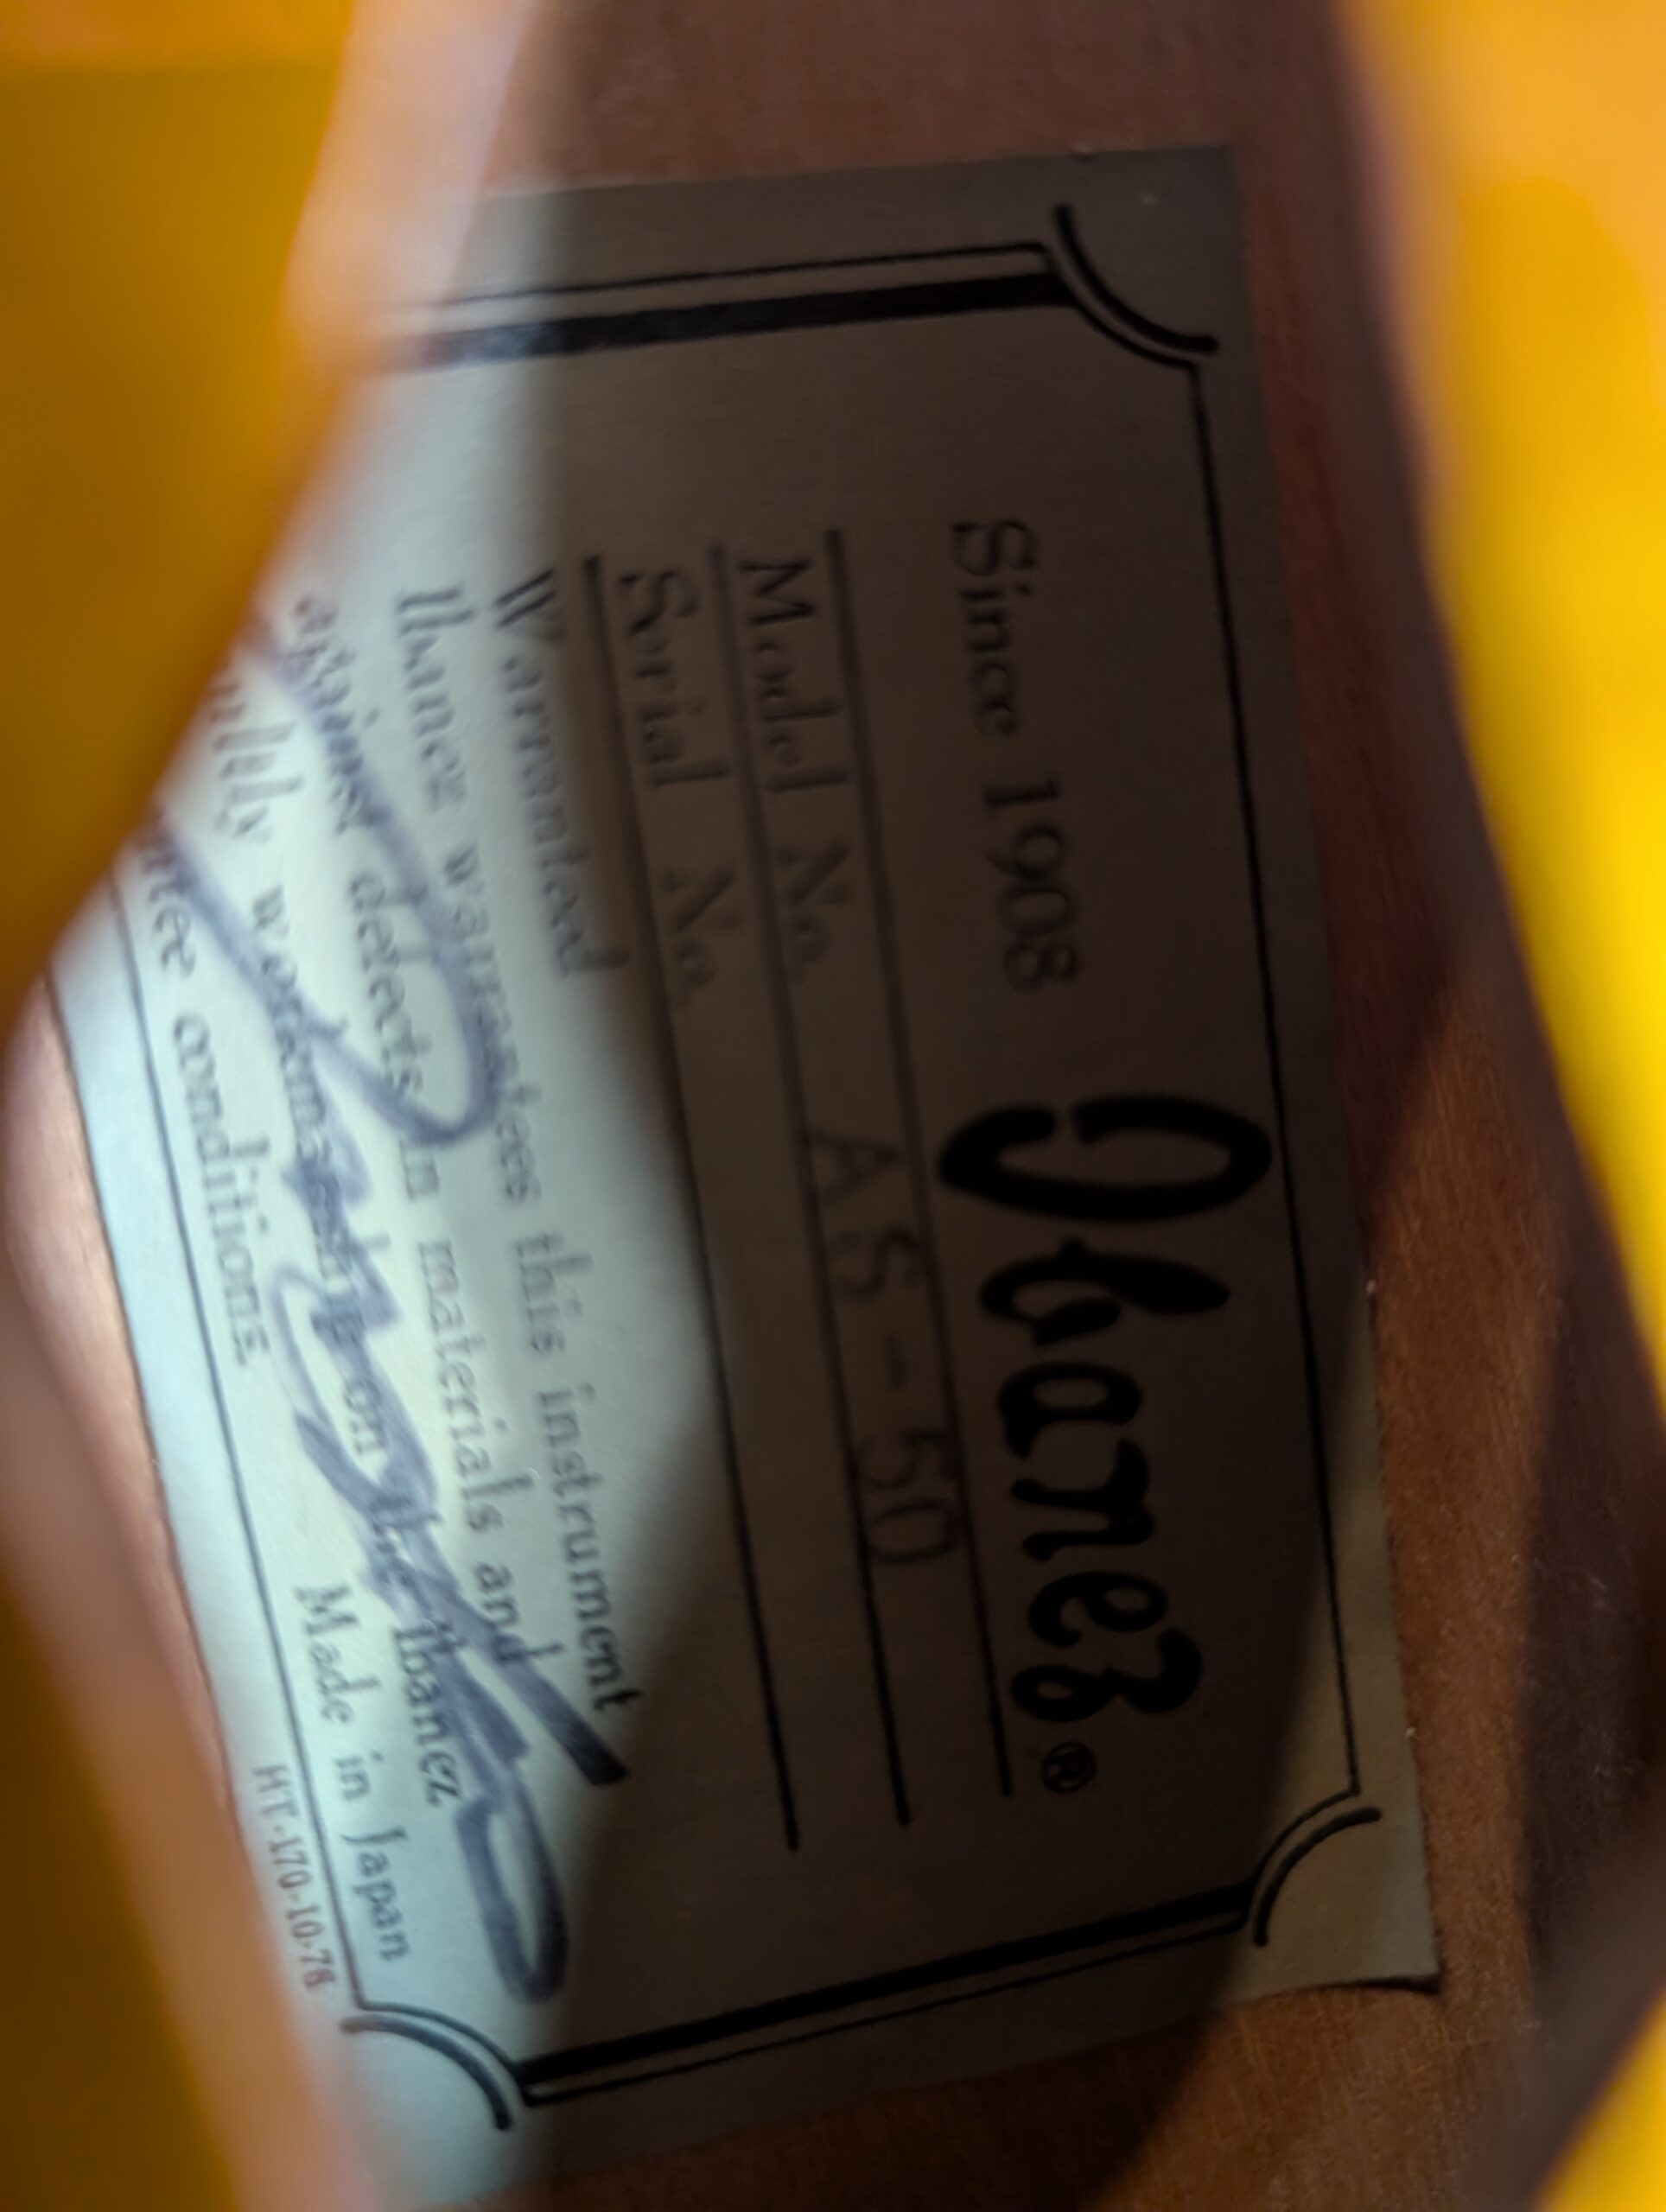 Since 1908 Ibanez®
Model No. AS-50
Serial No.
Warranted
Ibanez warrantees this instrument
against defects in materials and
workmanship on the Ibanez
conditions.
Made in Japan
HT-170-10-78